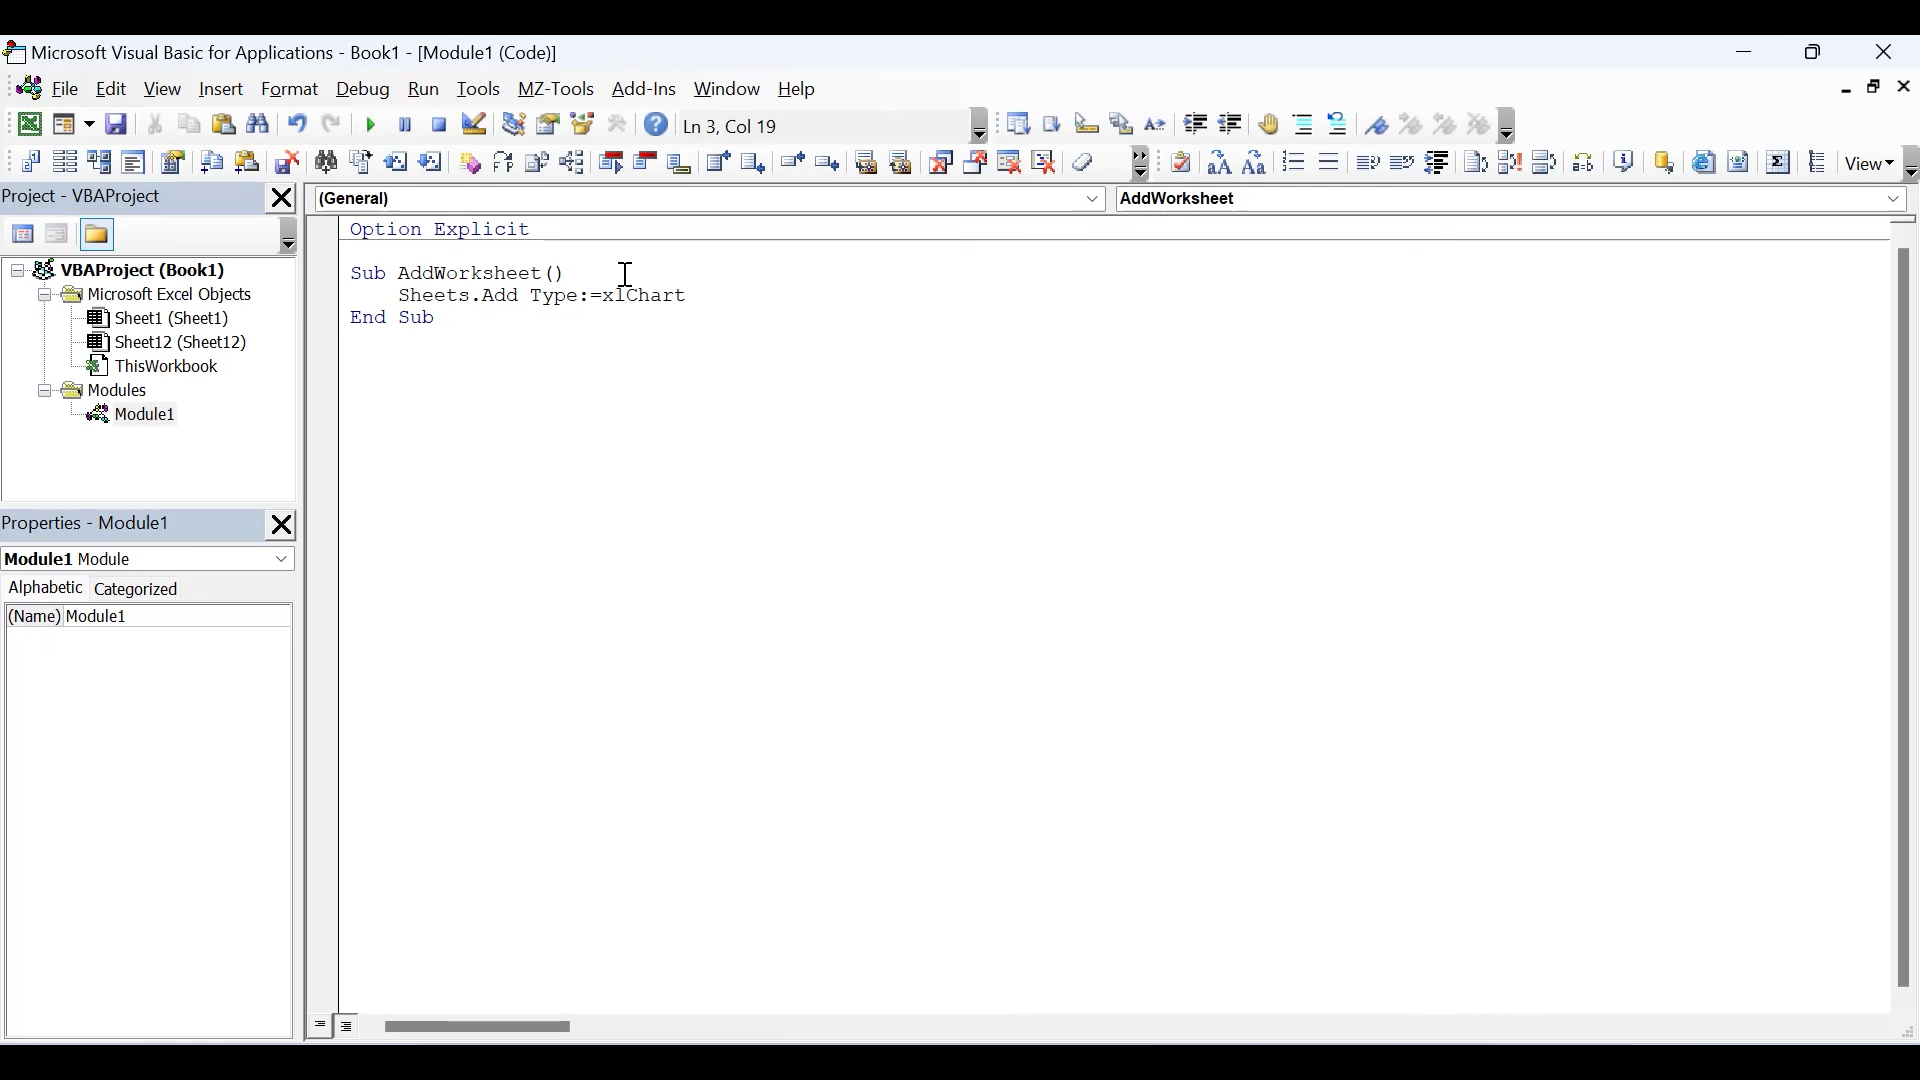 Microsoft Visual Basic for Applications - Book1 - [Module1 (Code)]
File Edit View Insert Format Debug Run Tools MZ-Tools Add-Ins Window Help
Ln 3, Col 19
View
Project - VBAProject
(General)
AddWorksheet
VBAProject (Book1)
Microsoft Excel Objects
Sheet1 (Sheet1)
Sheet12 (Sheet12)
ThisWorkbook
Modules
Module1
Option Explicit
Sub AddWorksheet()
Sheets.Add Type:=xlChart
End Sub
Properties - Module1
Module1 Module
Alphabetic Categorized
(Name) Module1